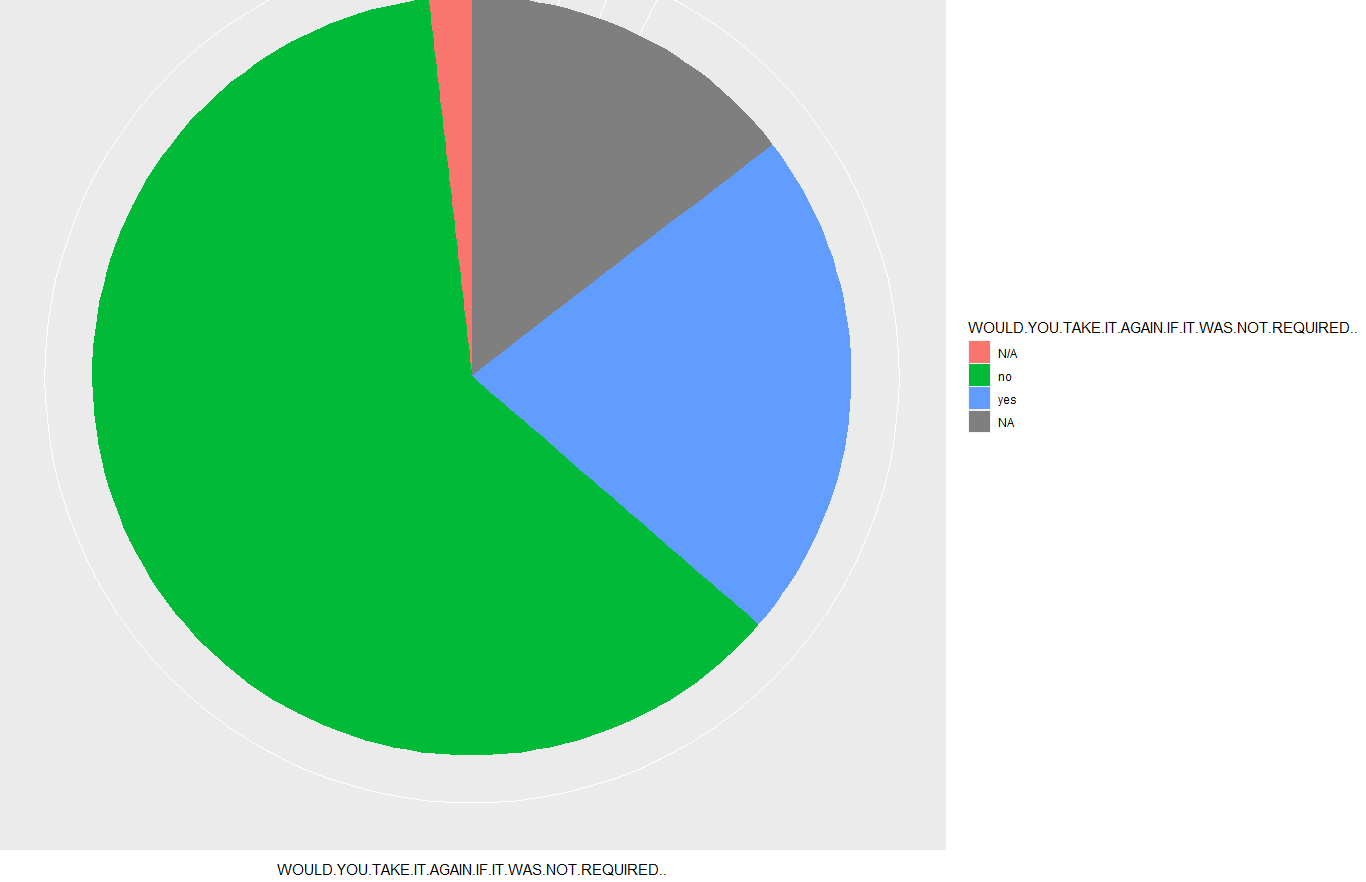 WOULD.YOU.TAKE.IT.AGAIN.IF.IT.WAS.NOT.REQUIRED..
N/A
no
yes
NA
WOULD.YOU.TAKE.IT.AGAIN.IF.IT.WAS.NOT.REQUIRED..